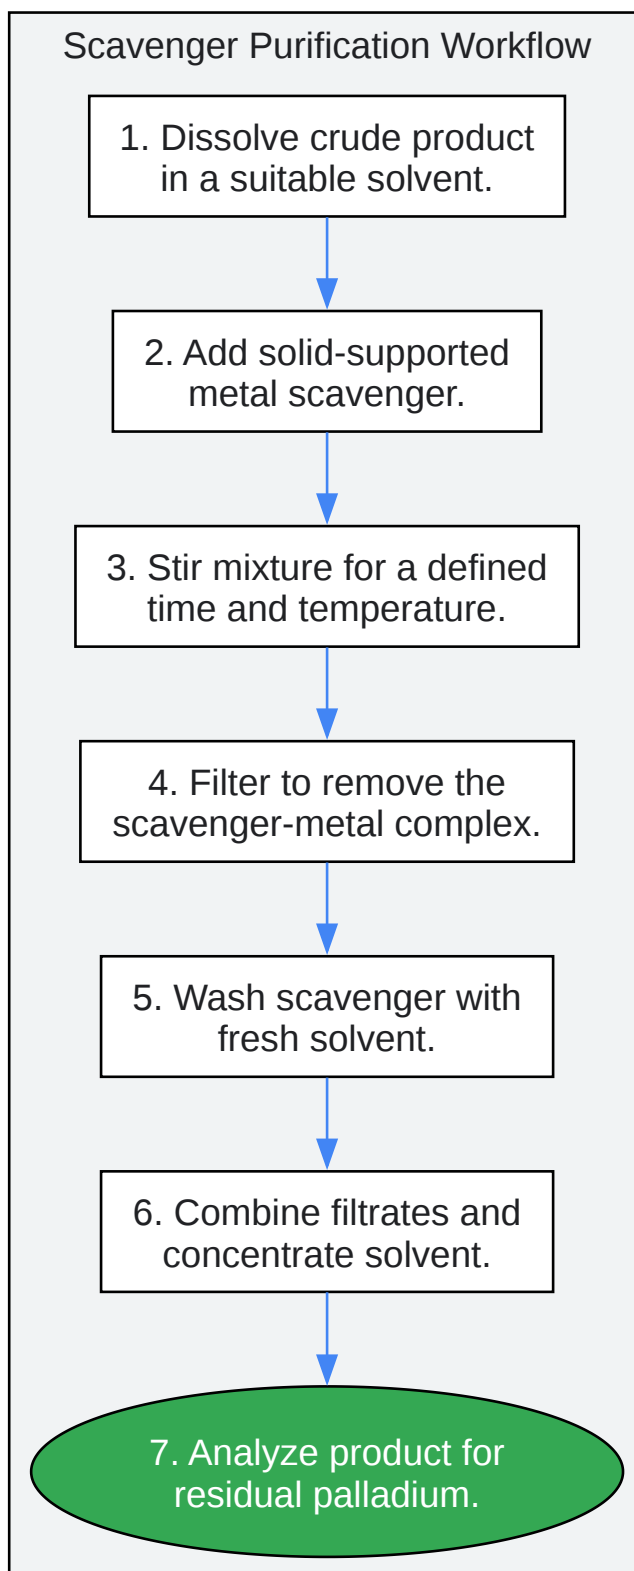 Scavenger Purification Workflow
1. Dissolve crude product
in a suitable solvent.
2. Add solid-supported
metal scavenger.
3. Stir mixture for a defined
time and temperature.
4. Filter to remove the
scavenger-metal complex.
5. Wash scavenger with
fresh solvent.
6. Combine filtrates and
concentrate solvent.
7. Analyze product for
residual palladium.